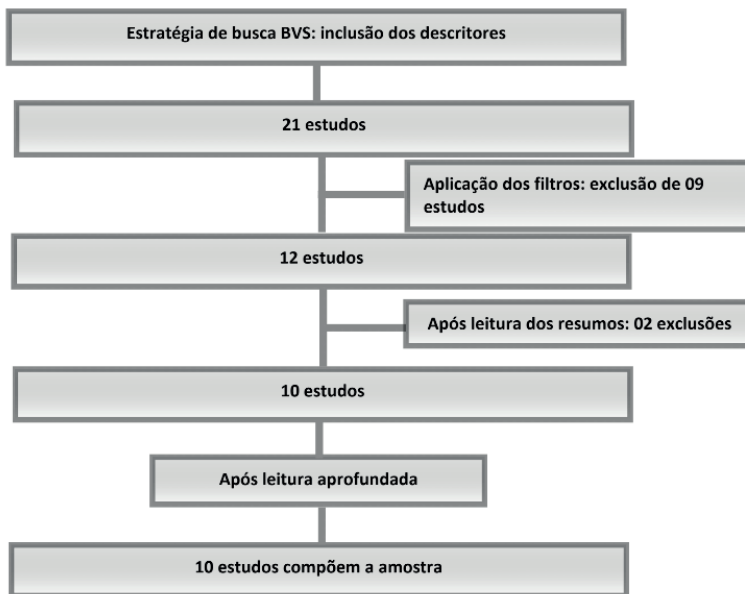 Estratégia de busca BVS: inclusão dos descritores
21 estudos
Aplicação dos filtros: exclusão de 09
estudos
12 estudos
Após leitura dos resumos: 02 exclusões
10 estudos
Após leitura aprofundada
10 estudos compõem a amostra